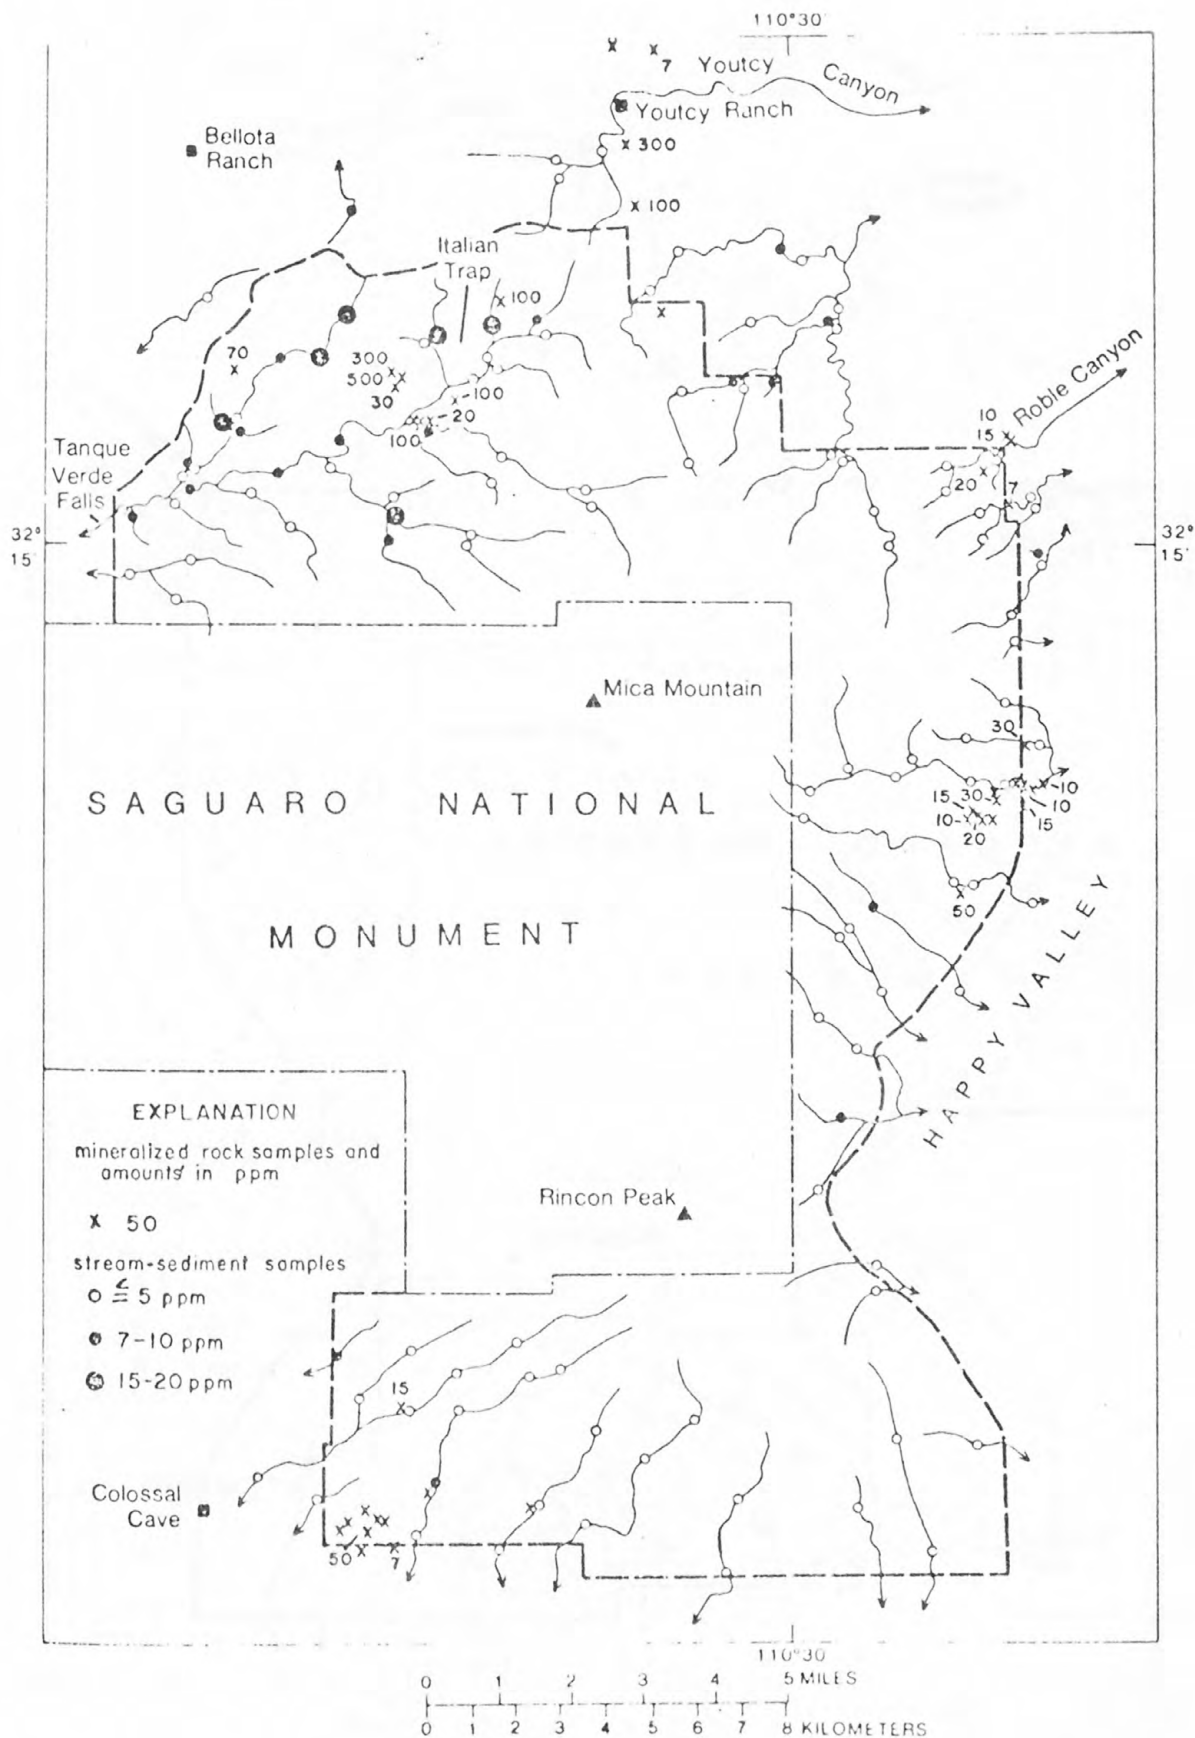 110°30'
7 Youtcy Canyon
Youtcy Ranch
Bellota
Ranch
300
100
Italian
Trap
100
70
300
500
30
100
20
100
Roble Canyon
10
15
20
7
Tanque
Verde
Falls
32°
15'
32°
15'
Mica Mountain
30
SAGUARO NATIONAL
MONUMENT
15 30
10
20
10
10
15
50
HAPPY VALLEY
EXPLANATION
mineralized rock samples and
amounts in ppm
x 50
stream-sediment samples
≤ 5 ppm
7-10 ppm
15-20 ppm
Rincon Peak
15
Colossal
Cave
50
7
110°30
0 1 2 3 4 5 MILES
0 1 2 3 4 5 6 7 8 KILOMETERS